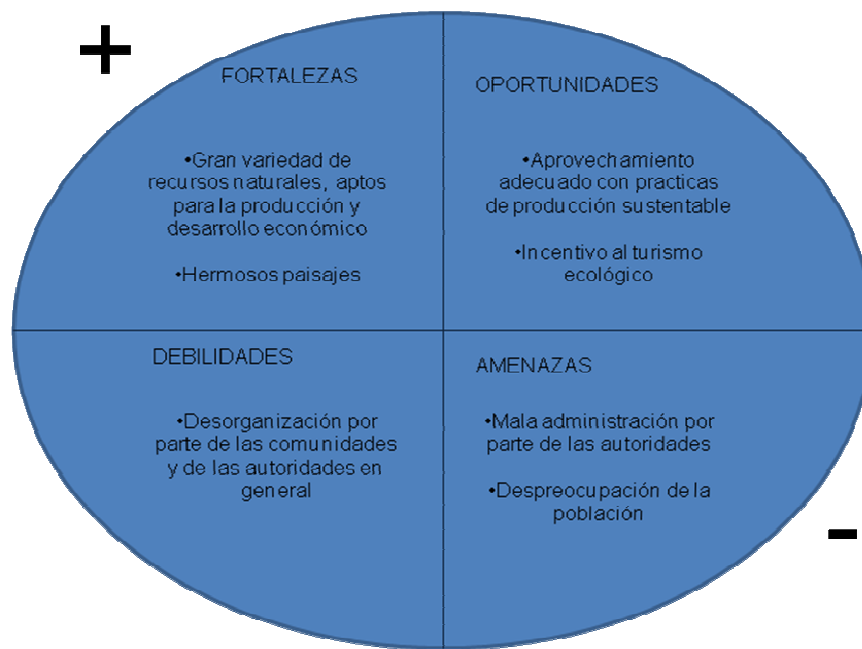 +
FORTALEZAS
•Gran variedad de
recursos naturales, aptos
para la producción y
desarrollo económico
•Hermosos paisajes
OPORTUNIDADES
•Aprovechamiento
adecuado con practicas
de producción sustentable
•Incentivo al turismo
ecológico
DEBILIDADES
•Desorganización por
parte de las comunidades
y de las autoridades en
general
AMENAZAS
•Mala administración por
parte de las autoridades
•Despreocupación de la
población
-